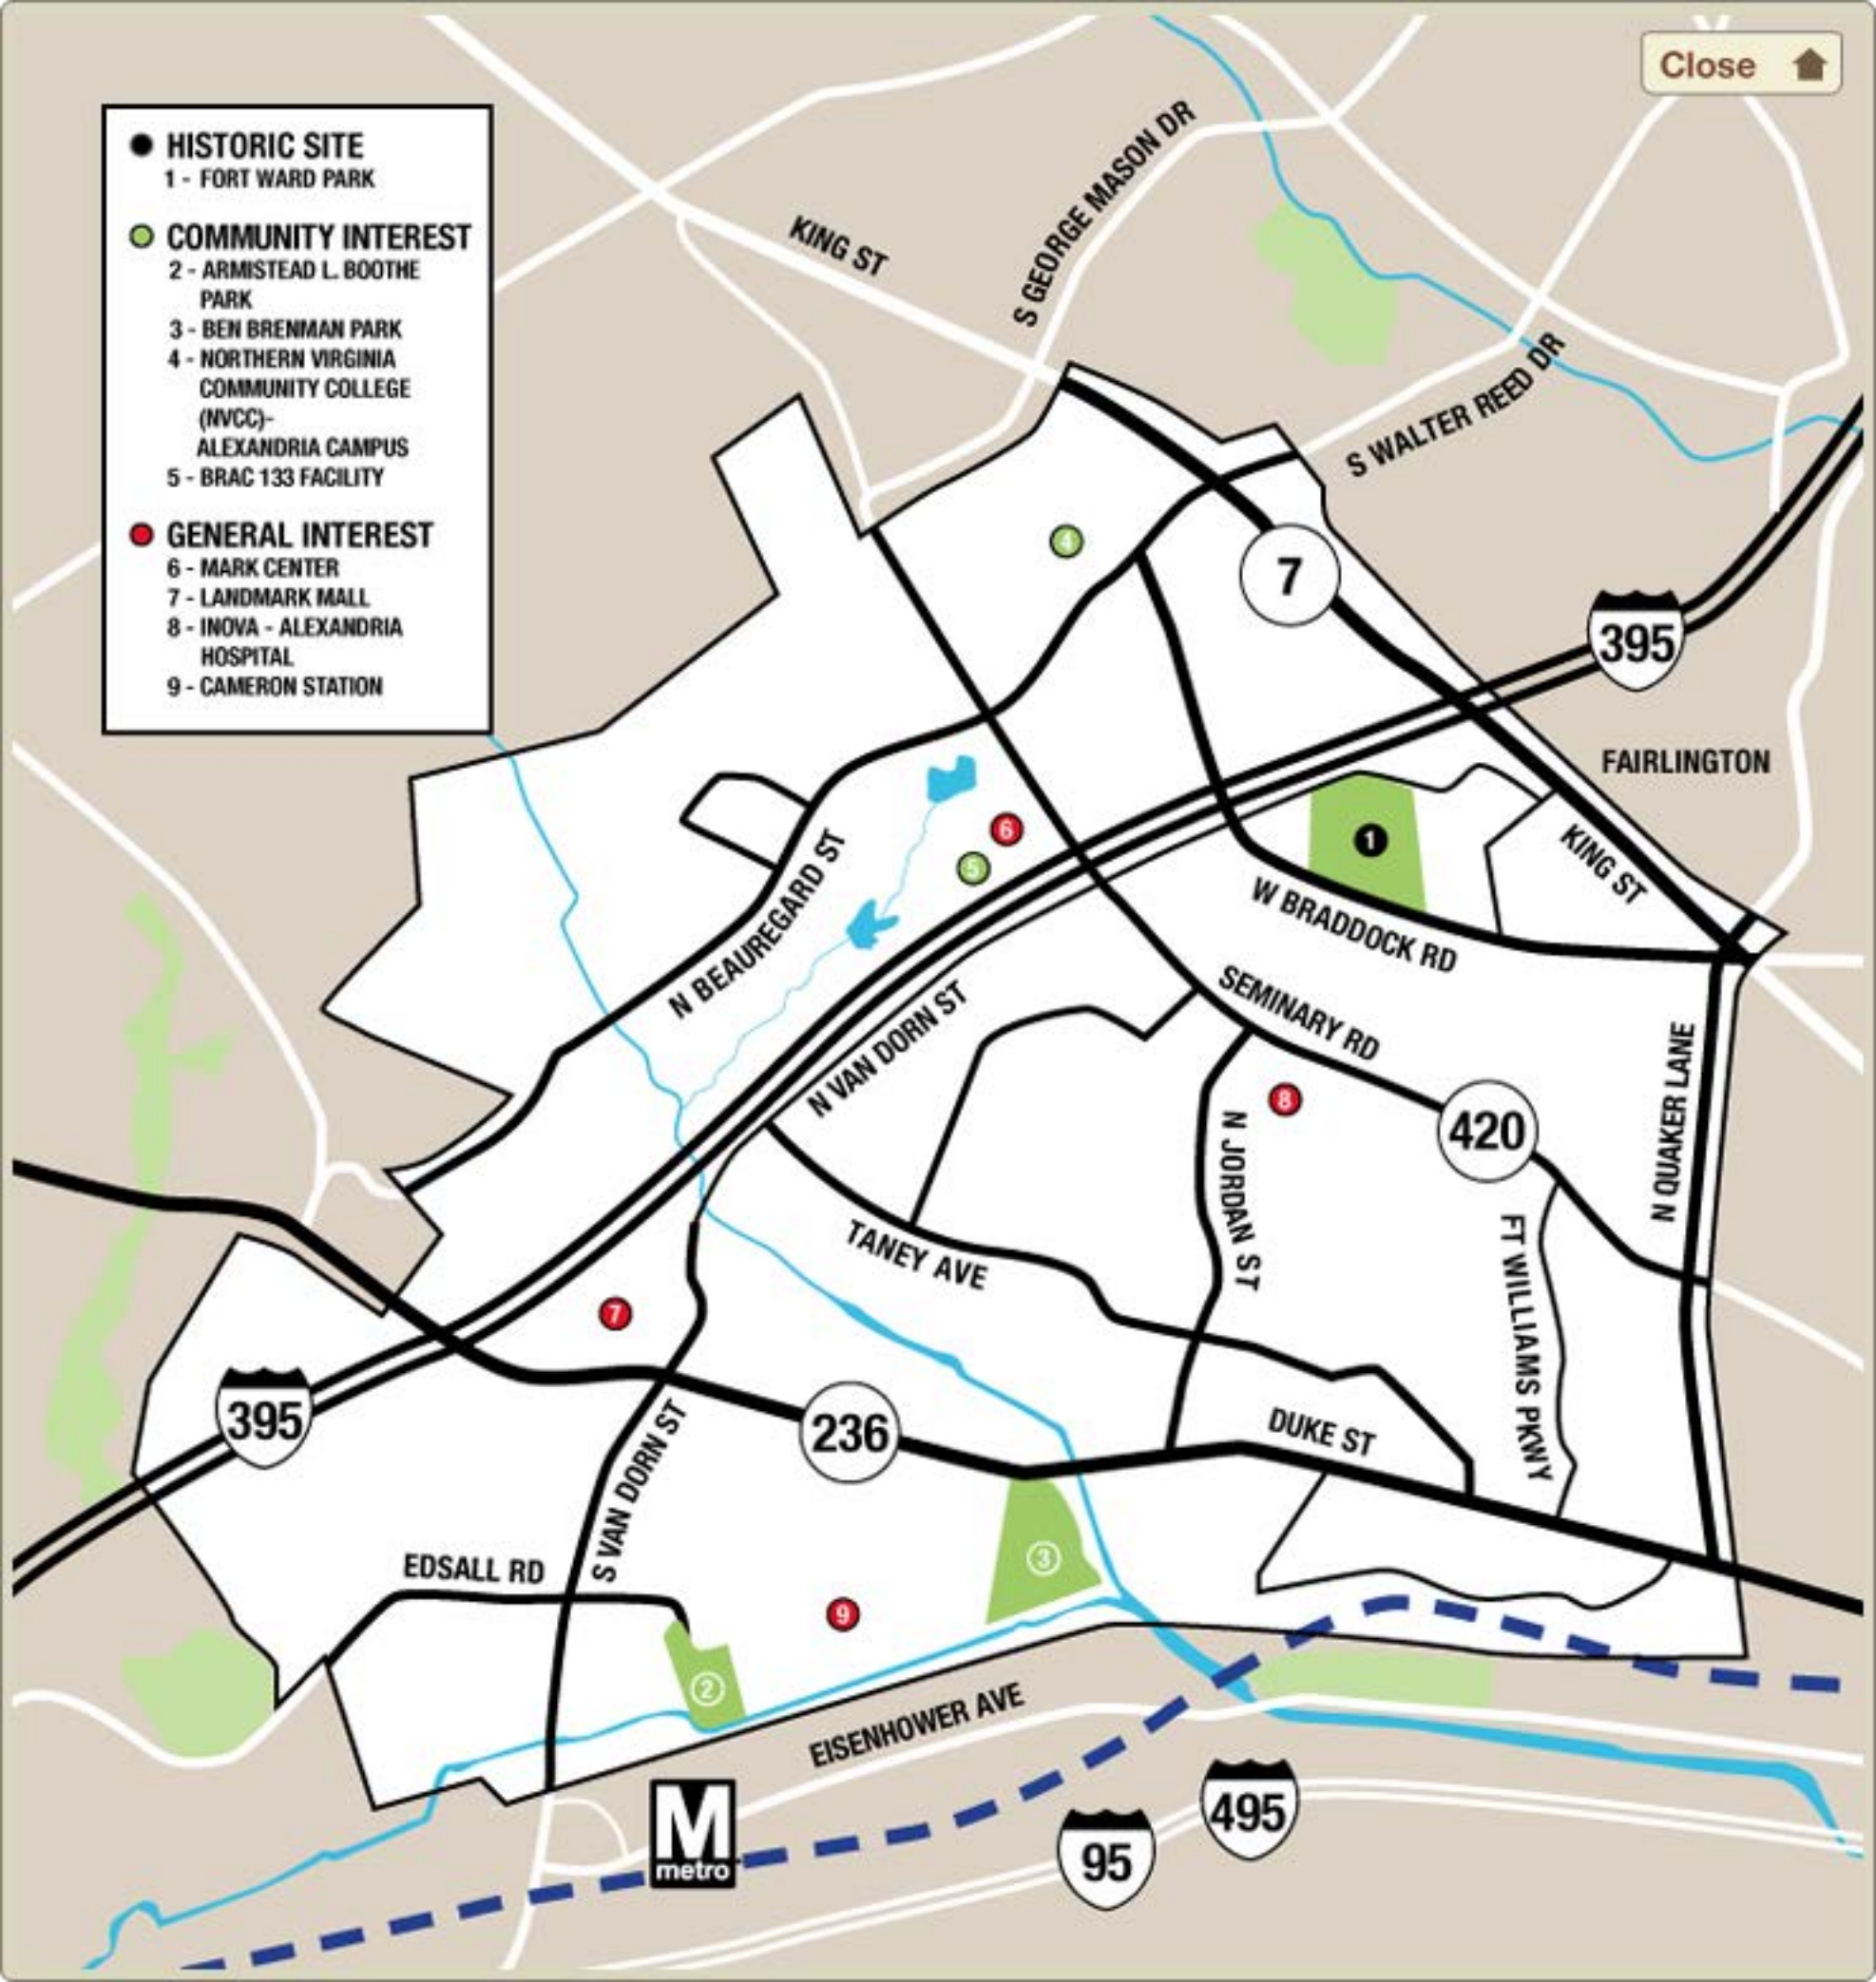 Close
HISTORIC SITE
1 - FORT WARD PARK
COMMUNITY INTEREST
2 - ARMISTEAD L. BOOTHE
PARK
3 - BEN BRENMAN PARK
4 - NORTHERN VIRGINIA
COMMUNITY COLLEGE
(NVCC)-
ALEXANDRIA CAMPUS
5 - BRAC 133 FACILITY
GENERAL INTEREST
6 - MARK CENTER
7 - LANDMARK MALL
8 - INOVA - ALEXANDRIA
HOSPITAL
9 - CAMERON STATION
S GEORGE MASON DR
KING ST
S WALTER REED DR
4
7
395
FAIRLINGTON
6
5
1
KING ST
N BEAUREGARD ST
W BRADDOCK RD
N VAN DORN ST
SEMINARY RD
8
420
N QUAKER LANE
N JORDAN ST
TANEY AVE
FT WILLIAMS PKWY
7
395
236
DUKE ST
S VAN DORN ST
EDSALL RD
3
9
2
EISENHOWER AVE
M
metro
495
95